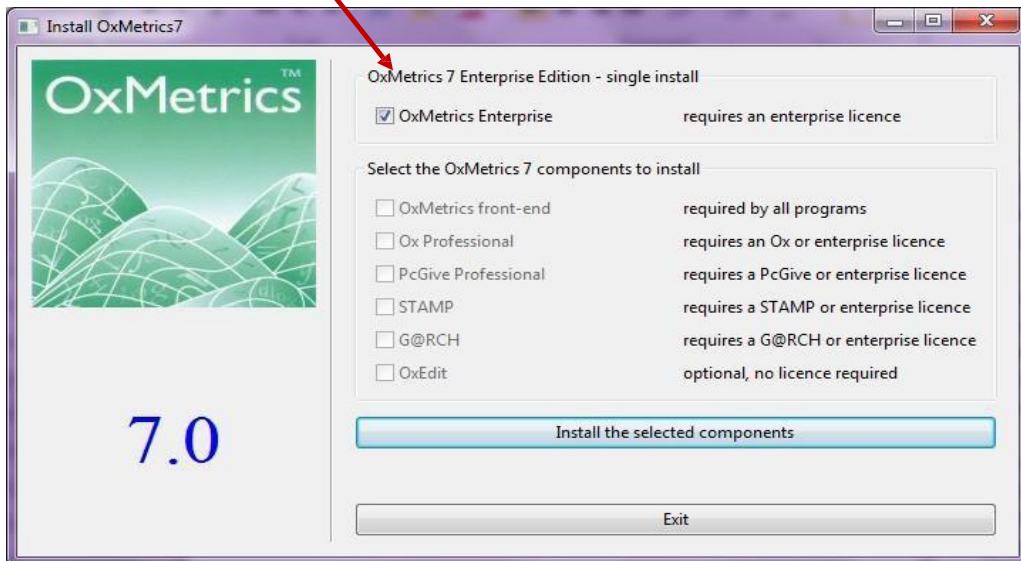 Install OxMetrics7
OxMetrics™
7.0
OxMetrics 7 Enterprise Edition - single install
OxMetrics Enterprise requires an enterprise licence
Select the OxMetrics 7 components to install
OxMetrics front-end required by all programs
Ox Professional requires an Ox or enterprise licence
PcGive Professional requires a PcGive or enterprise licence
STAMP requires a STAMP or enterprise licence
G@RCH requires a G@RCH or enterprise licence
OxEdit optional, no licence required
Install the selected components
Exit